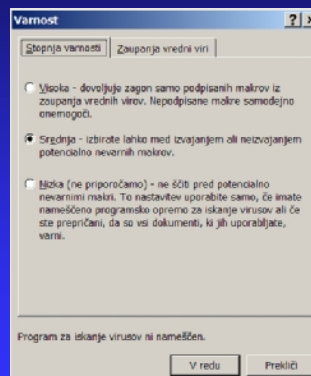 Varnost
Stopnja varnosti
Zaupanja vredni viri
Visoka - dovoljuje zagon samo podpisanih makrov iz
zaupanja vrednih virov. Nepodpisane makre samodejno
onemogoči.
Srednja - izbirate lahko med izvajanjem ali neizvajanjem
potencialno nevarnih makrov.
Nizka (ne priporočamo) - ne ščiti pred potencialno
nevarnimi makri. To nastavitev uporabite samo, če imate
nameščeno programsko opremo za iskanje virusov ali če
ste prepričani, da so vsi dokumenti, ki jih uporabljate,
varni.
Program za iskanje virusov ni nameščen.
V redu
Prekliči